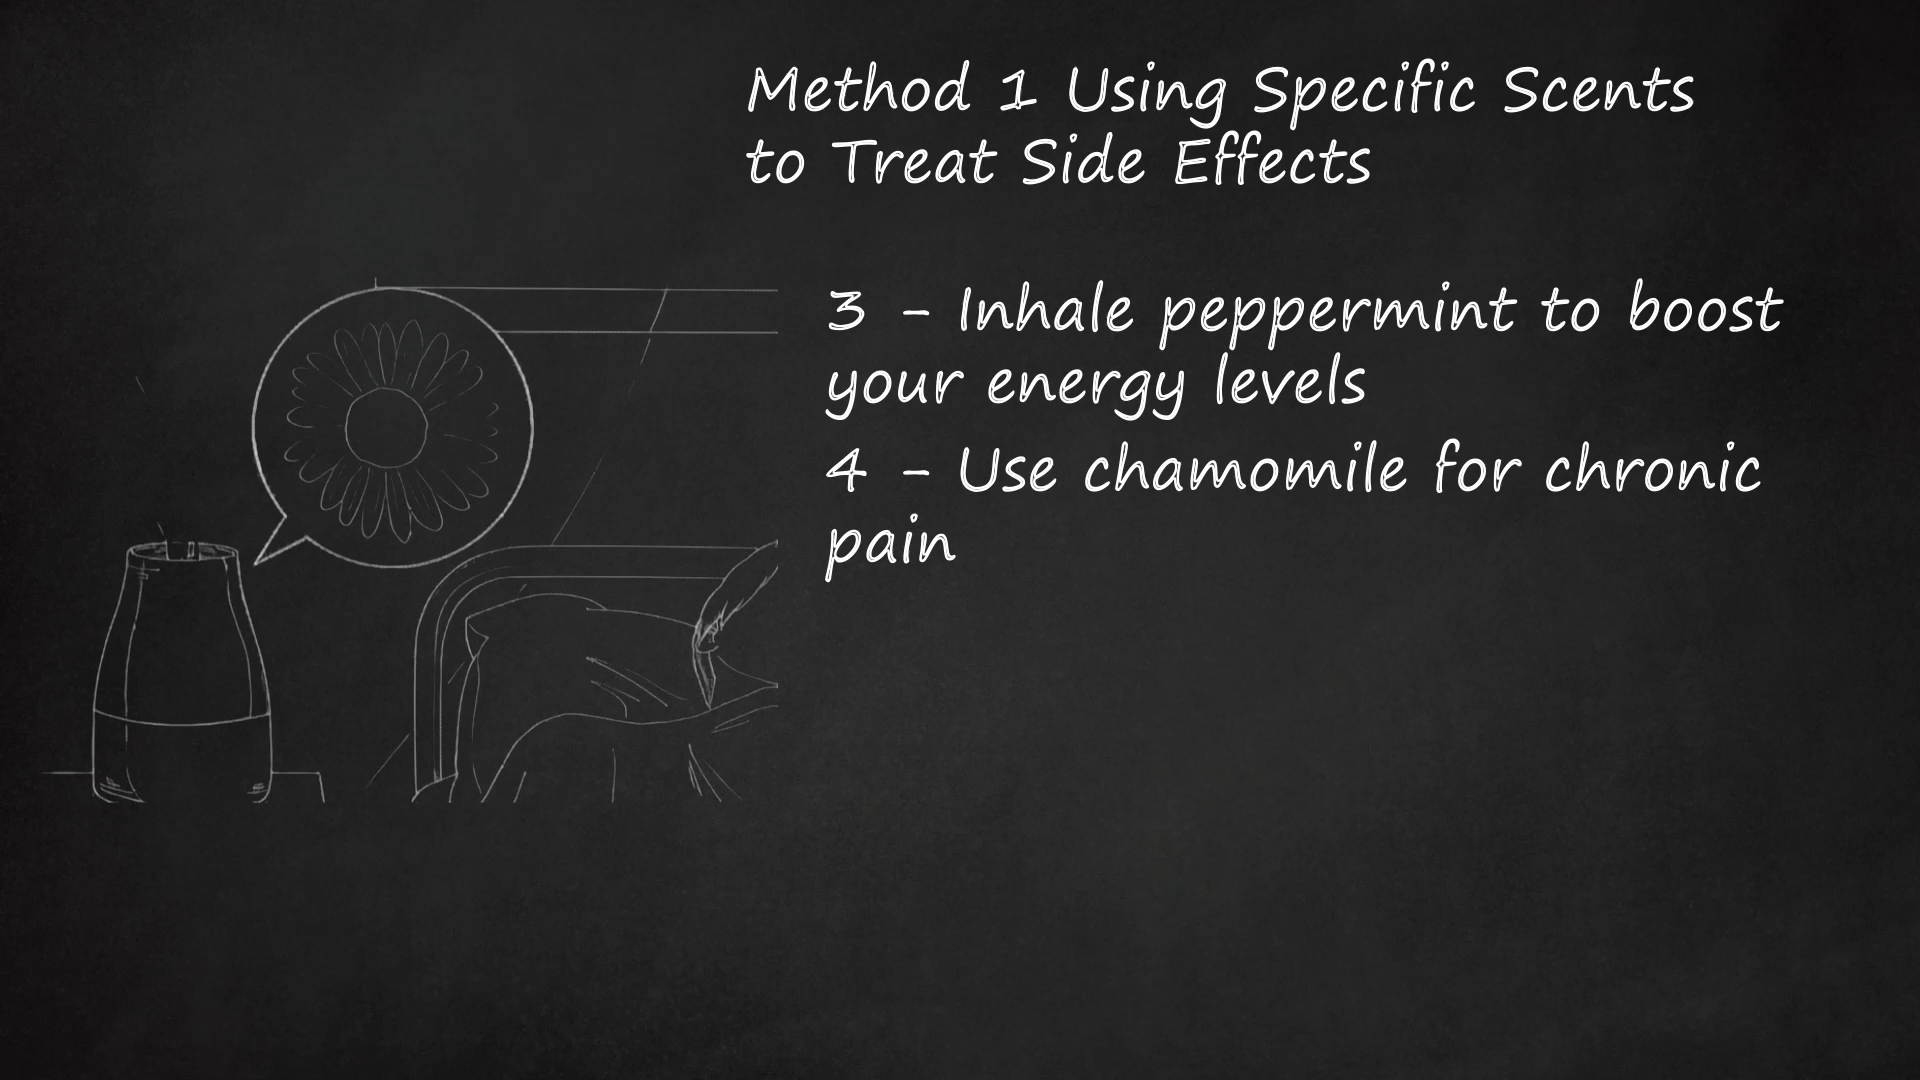 Method 1 Using Specific Scents
to Treat Side Effects
3 - Inhale peppermint to boost
your energy levels
4 - Use chamomile for chronic
pain